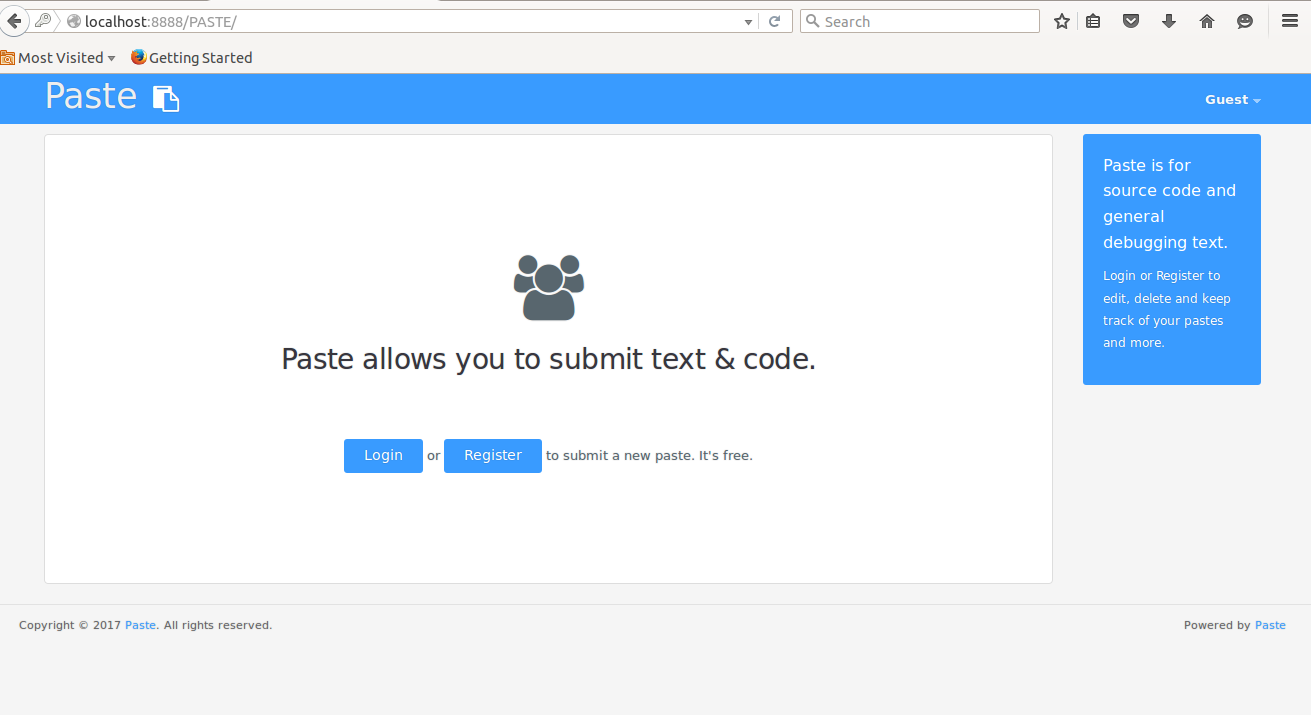 localhost:8888/PASTE/
Search
Most Visited
Getting Started
Paste
Guest
Paste allows you to submit text & code.
Login or Register to submit a new paste. It's free.
Paste is for
source code and
general
debugging text.
Login or Register to
edit, delete and keep
track of your pastes
and more.
Copyright © 2017 Paste. All rights reserved.
Powered by Paste